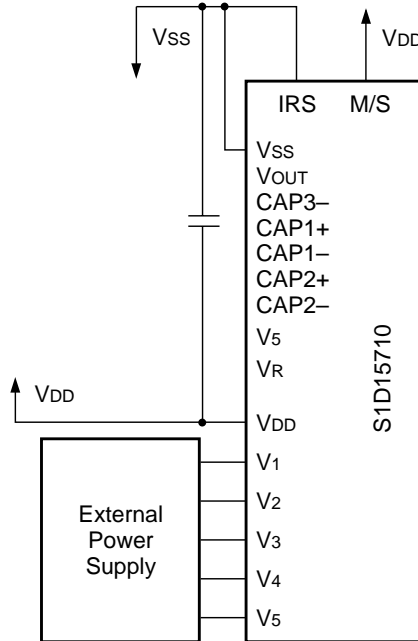 VSS
VDD
IRS M/S
VSS
VOUT
CAP3–
CAP1+
CAP1–
CAP2+
CAP2–
V5
VR
S1D15710
VDD
VDD
V1
V2
V3
V4
V5
External
Power
Supply